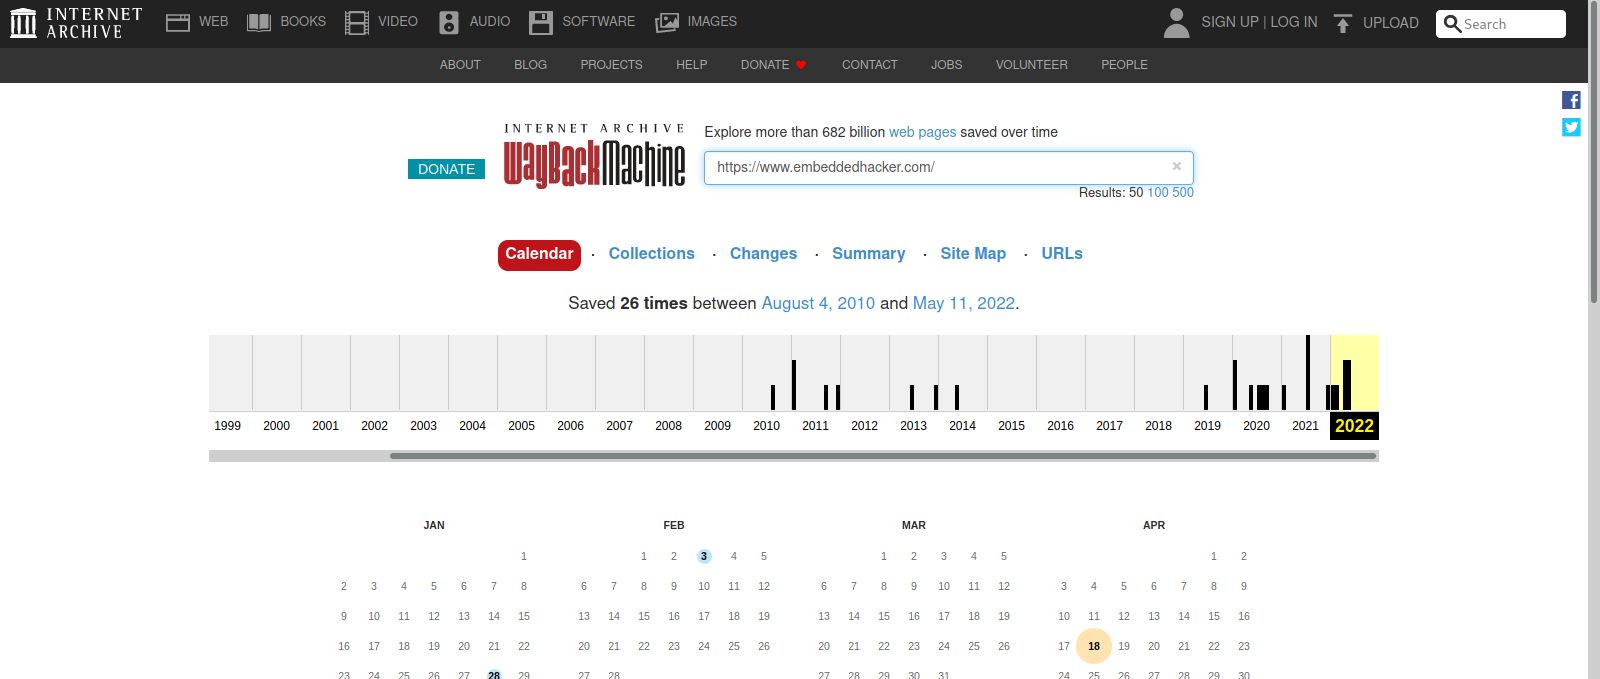 INTERNET ARCHIVE WEB BOOKS VIDEO AUDIO SOFTWARE IMAGES SIGN UP | LOG IN UPLOAD Search
ABOUT BLOG PROJECTS HELP DONATE CONTACT JOBS VOLUNTEER PEOPLE
DONATE
INTERNET ARCHIVE
WayBackMachine
Explore more than 682 billion web pages saved over time
https://www.embeddedhacker.com/ ×
Results: 50 100 500
Calendar · Collections · Changes · Summary · Site Map · URLs
Saved 26 times between August 4, 2010 and May 11, 2022.
1999 2000 2001 2002 2003 2004 2005 2006 2007 2008 2009 2010 2011 2012 2013 2014 2015 2016 2017 2018 2019 2020 2021 2022
JAN
1
2 3 4 5 6 7 8
9 10 11 12 13 14 15
16 17 18 19 20 21 22
23 24 25 26 27 28 29
FEB
1 2 3 4 5
6 7 8 9 10 11 12
13 14 15 16 17 18 19
20 21 22 23 24 25 26
27 28
MAR
1 2 3 4 5
6 7 8 9 10 11 12
13 14 15 16 17 18 19
20 21 22 23 24 25 26
27 28 29 30 31
APR
1 2
3 4 5 6 7 8 9
10 11 12 13 14 15 16
17 18 19 20 21 22 23
24 25 26 27 28 29 30